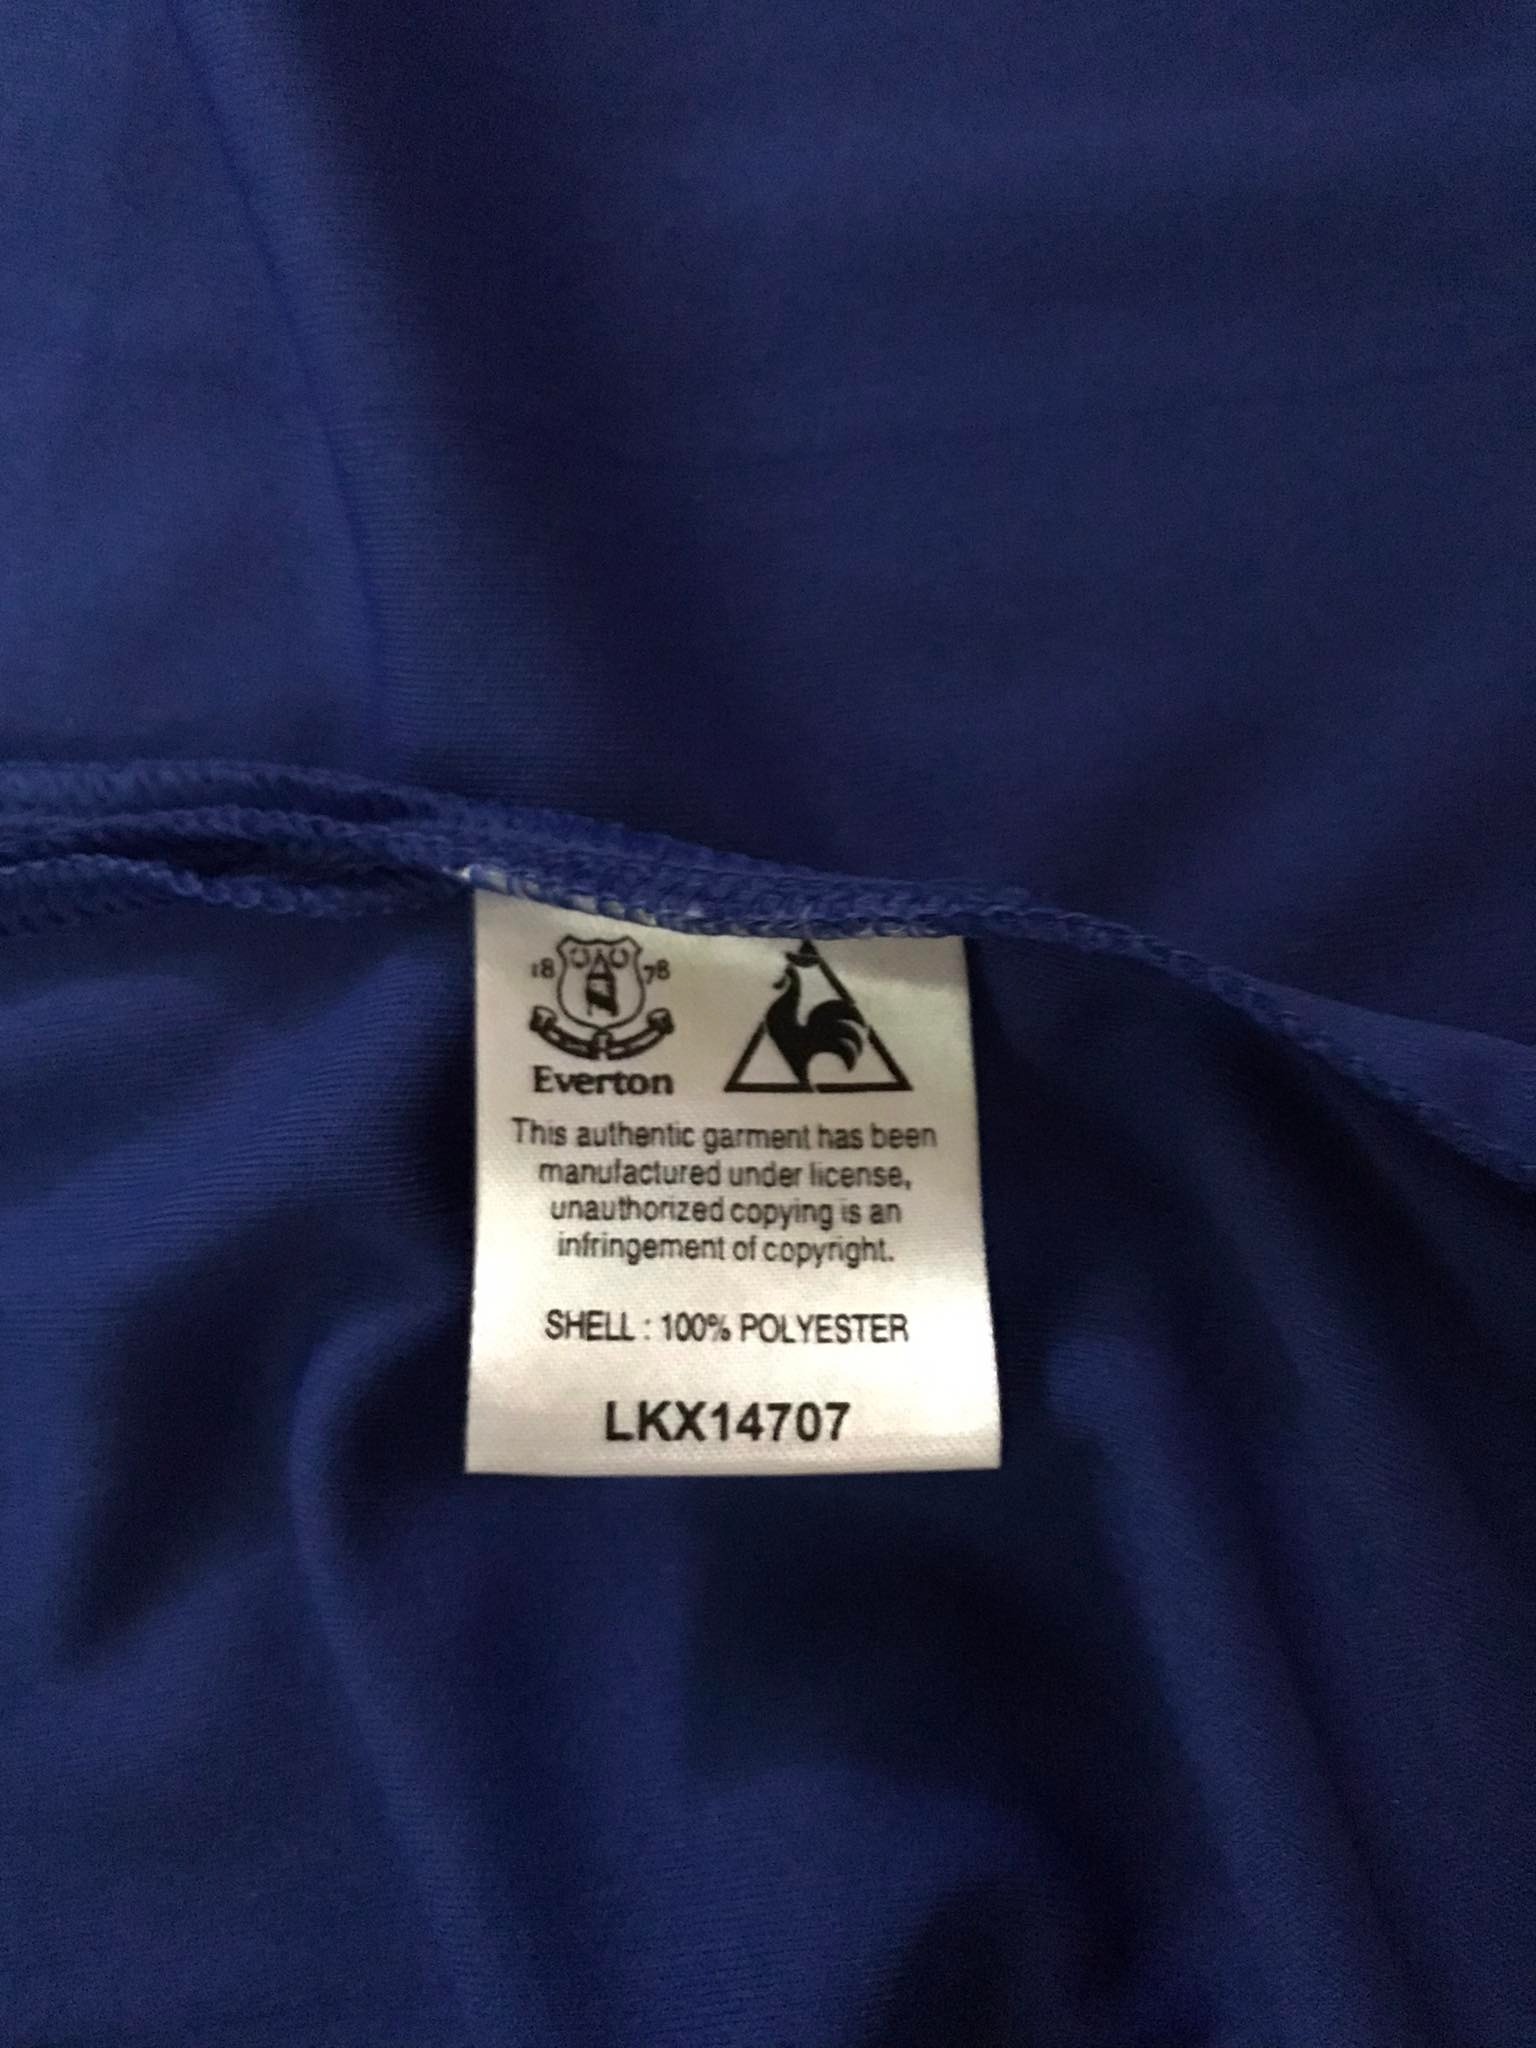 18 78
Everton
This authentic garment has been
manufactured under license,
unauthorized copying is an
infringement of copyright.
SHELL : 100% POLYESTER
LKX14707